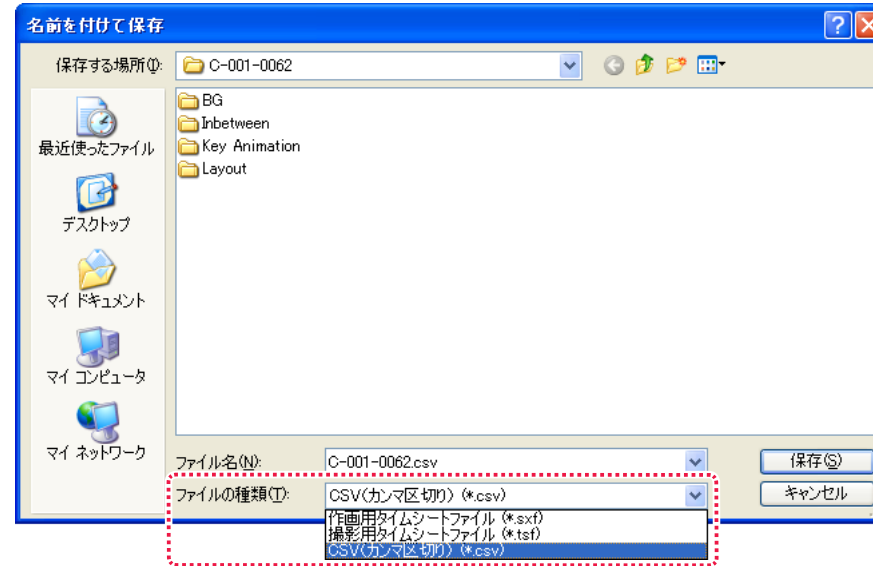 名前を付けて保存
保存する場所(I):
C-001-0062
BG
Inbetween
Key Animation
Layout
最近使ったファイル
デスクトップ
マイ ドキュメント
マイ コンピュータ
マイ ネットワーク
ファイル名(N):
C-001-0062.csv
保存(S)
ファイルの種類(T):
CSV(カンマ区切り) (*.csv)
キャンセル
作画用タイムシートファイル (*.sxf)
撮影用タイムシートファイル (*.tsf)
CSV(カンマ区切り) (*.csv)